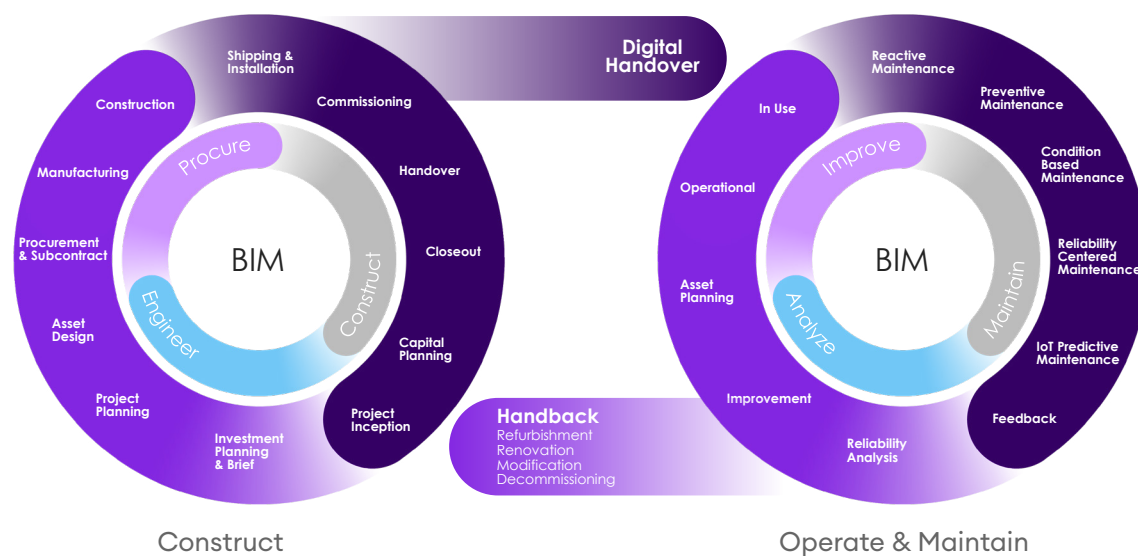 Shipping &
Installation
Commissioning
Handover
Closeout
Capital
Planning
Project
Inception
Investment
Planning
& Brief
Project
Planning
Asset
Design
Procurement
& Subcontract
Manufacturing
Construction
Procure
Construct
Engineer
BIM
Construct
Digital
Handover
Handback
Refurbishment
Renovation
Modification
Decommissioning
Reactive
Maintenance
Preventive
Maintenance
Condition
Based
Maintenance
Reliability
Centered
Maintenance
IoT Predictive
Maintenance
Feedback
Reliability
Analysis
Improvement
Asset
Planning
Operational
In Use
Improve
Maintain
Analyze
BIM
Operate & Maintain